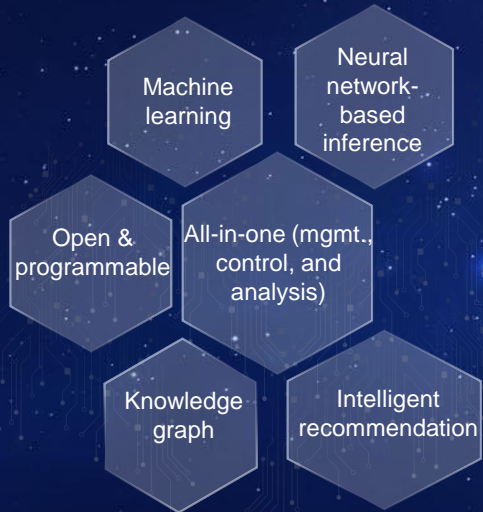 Machine
learning
Neural
network-
based
inference
Open &
programmable
All-in-one (mgmt.,
control, and
analysis)
Knowledge
graph
Intelligent
recommendation